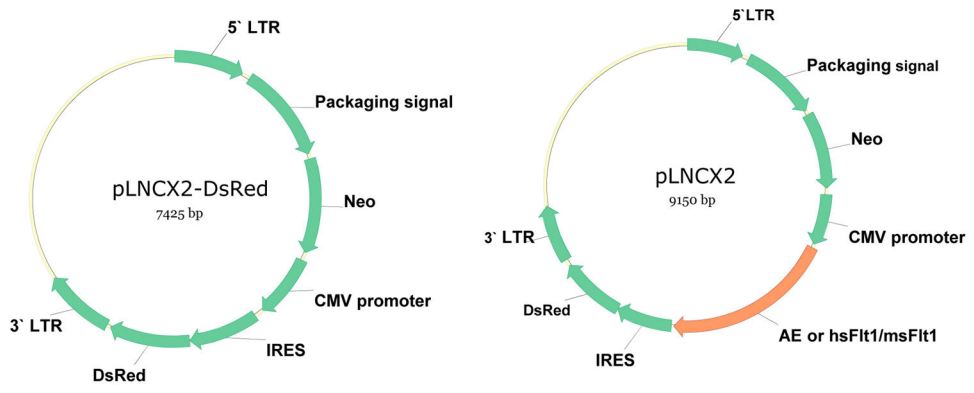 5` LTR
Packaging signal
pLNCX2-DsRed
7425 bp
Neo
CMV promoter
3` LTR
IRES
DsRed
5`LTR
Packaging signal
Neo
pLNCX2
9150 bp
CMV promoter
3` LTR
DsRed
AE or hsFlt1/msFlt1
IRES